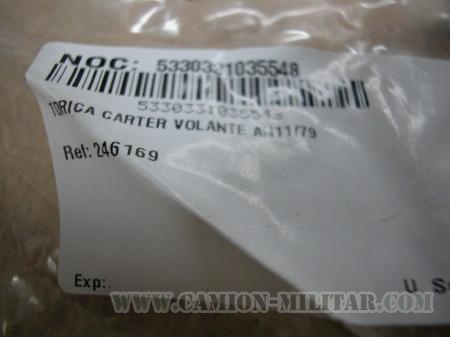 NOC: 5330331035548
5330331035548
TORICA CARTER VOLANTE AR11/79
Ref: 246769
Exp:.
U. S
WWW.CAMION-MILITAR.COM